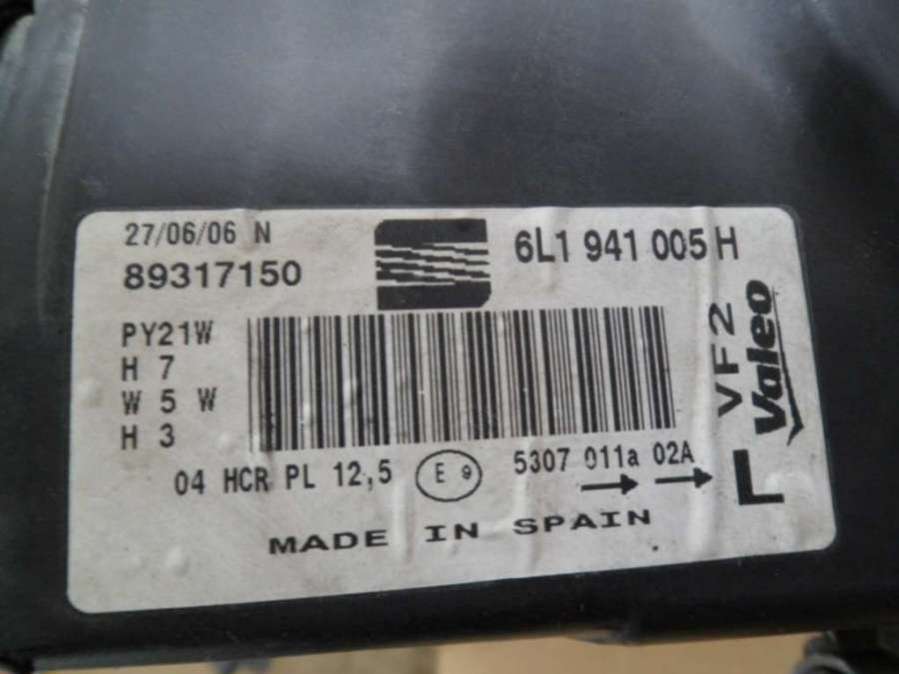 27/06/06 N
89317150
6L1 941 005 H
PY21W
H 7
W 5 W
H 3
VF2
Valeo
L
04 HCR PL 12,5
E 9
5307 011a 02A
MADE IN SPAIN